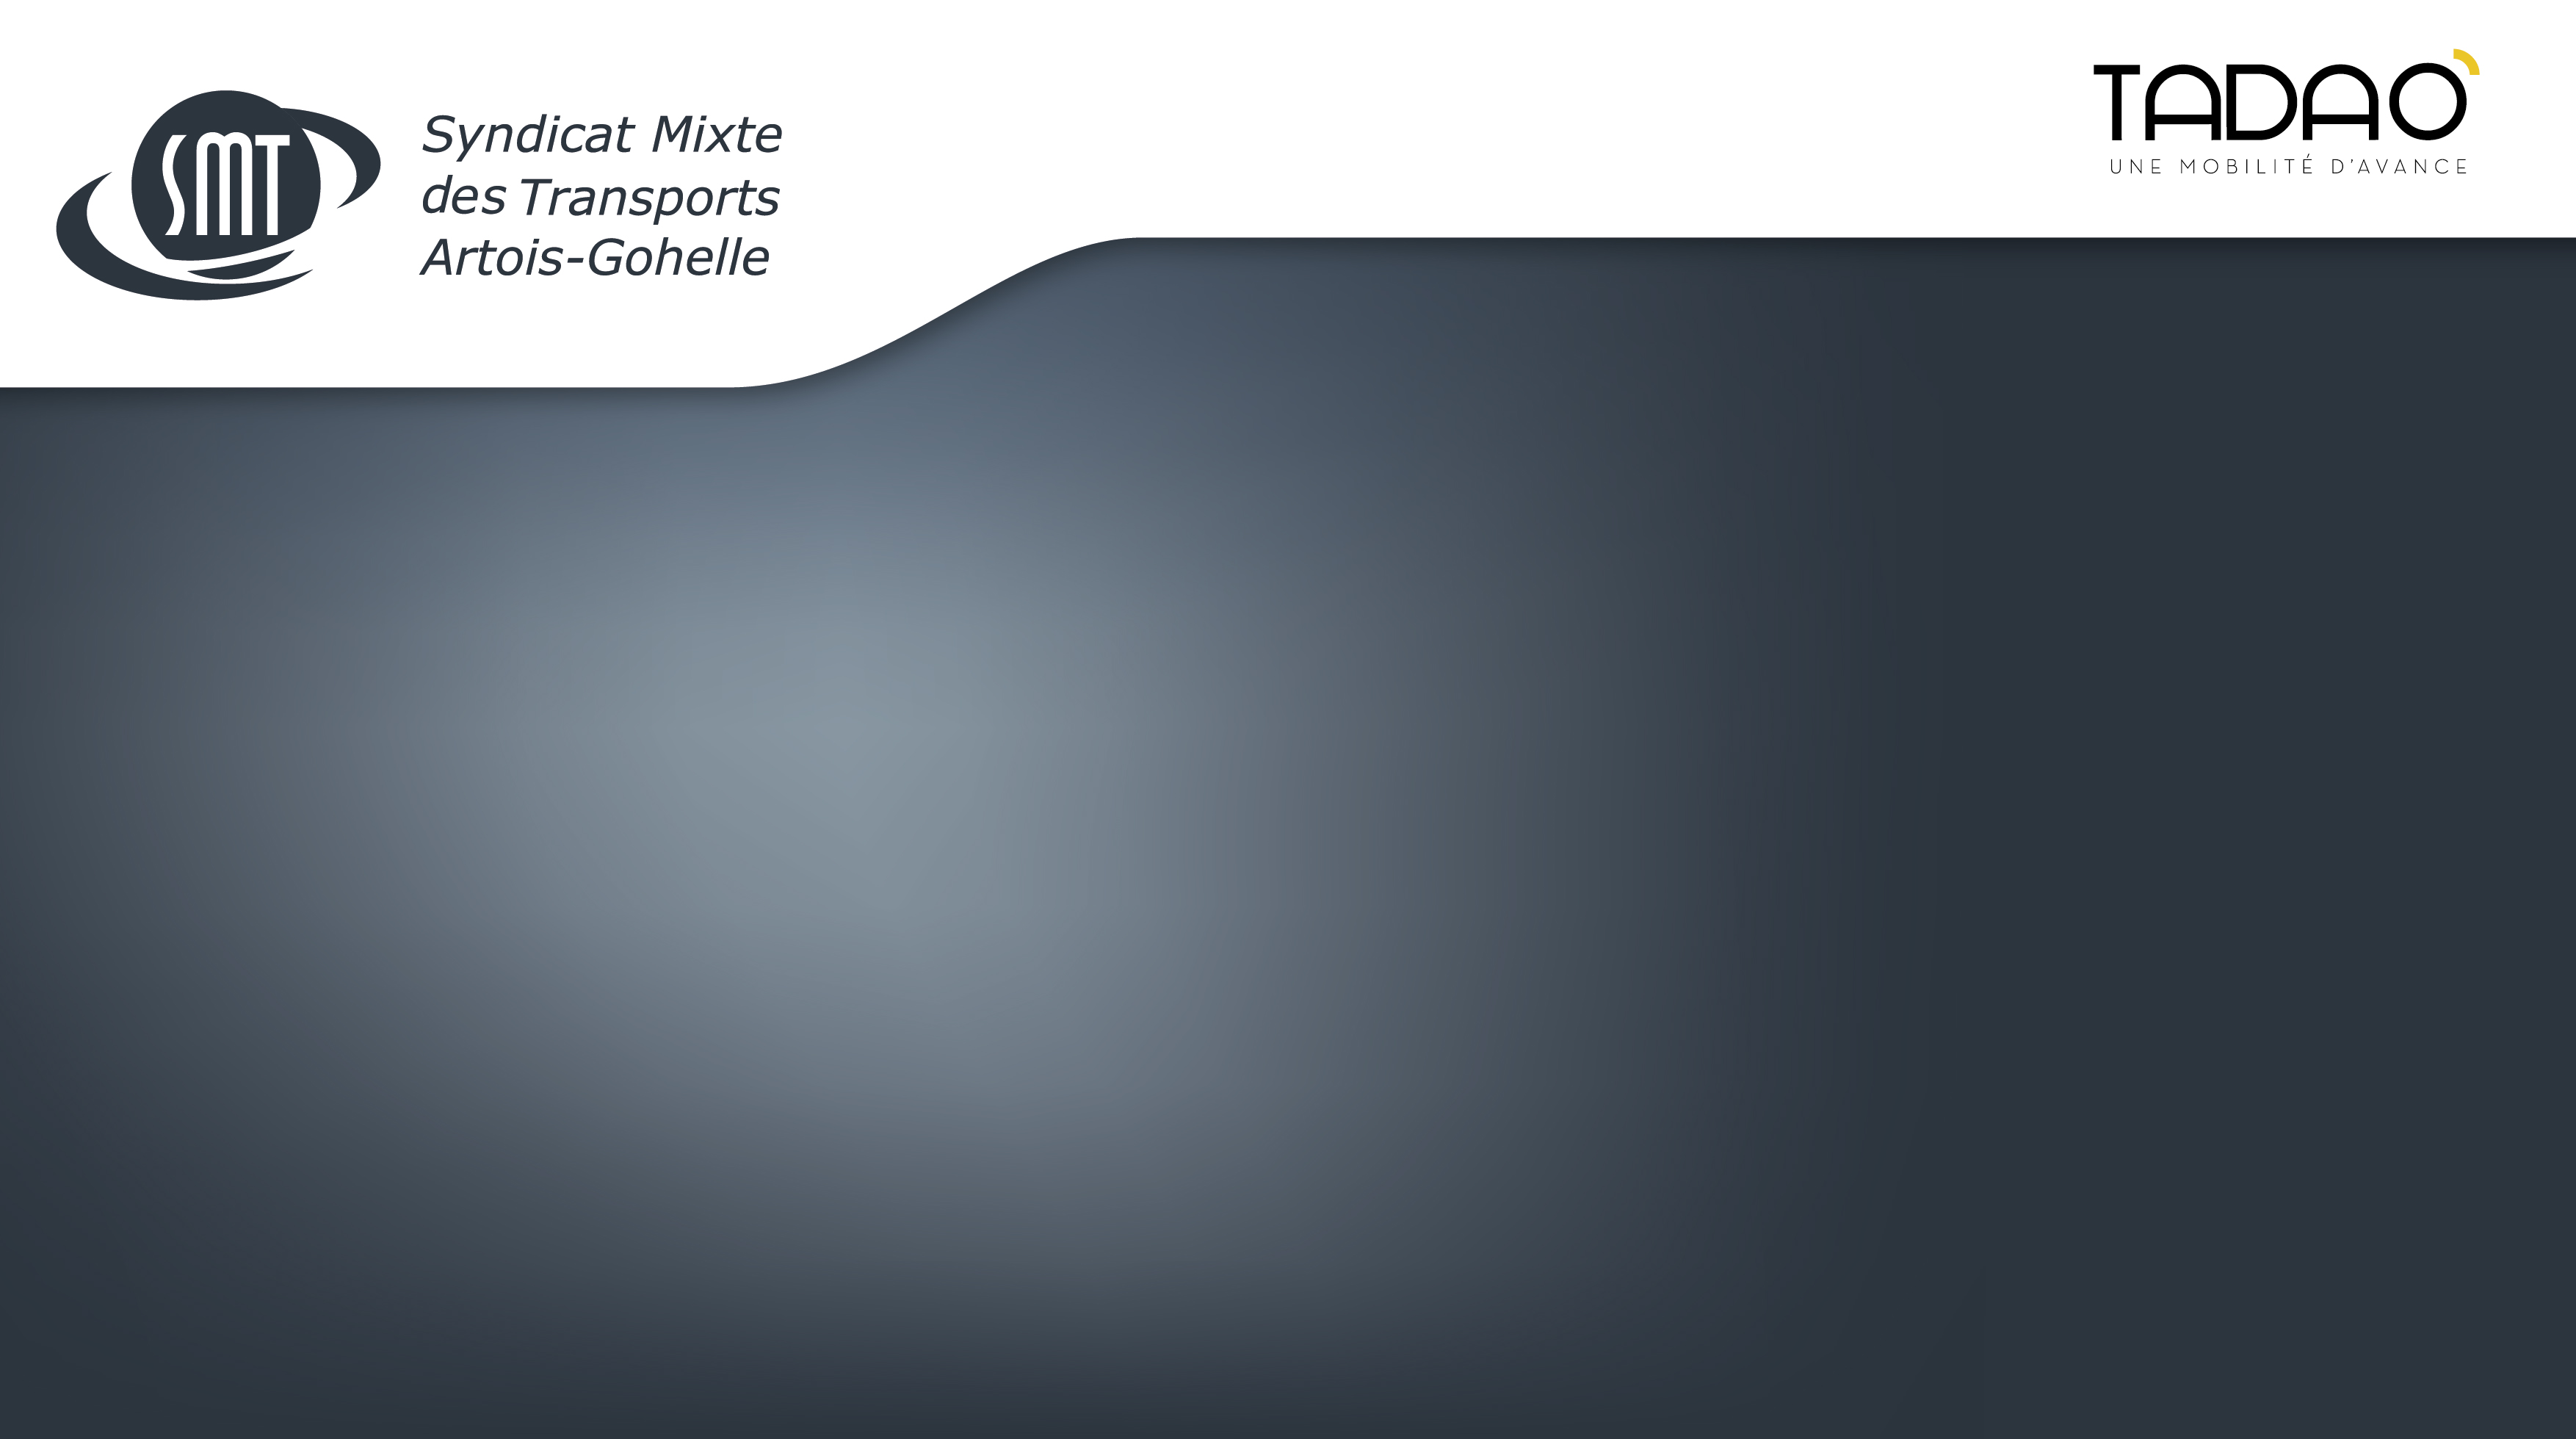 SMT
Syndicat Mixte
des Transports
Artois-Gohelle
TADAO
UNE MOBILITÉ D'AVANCE